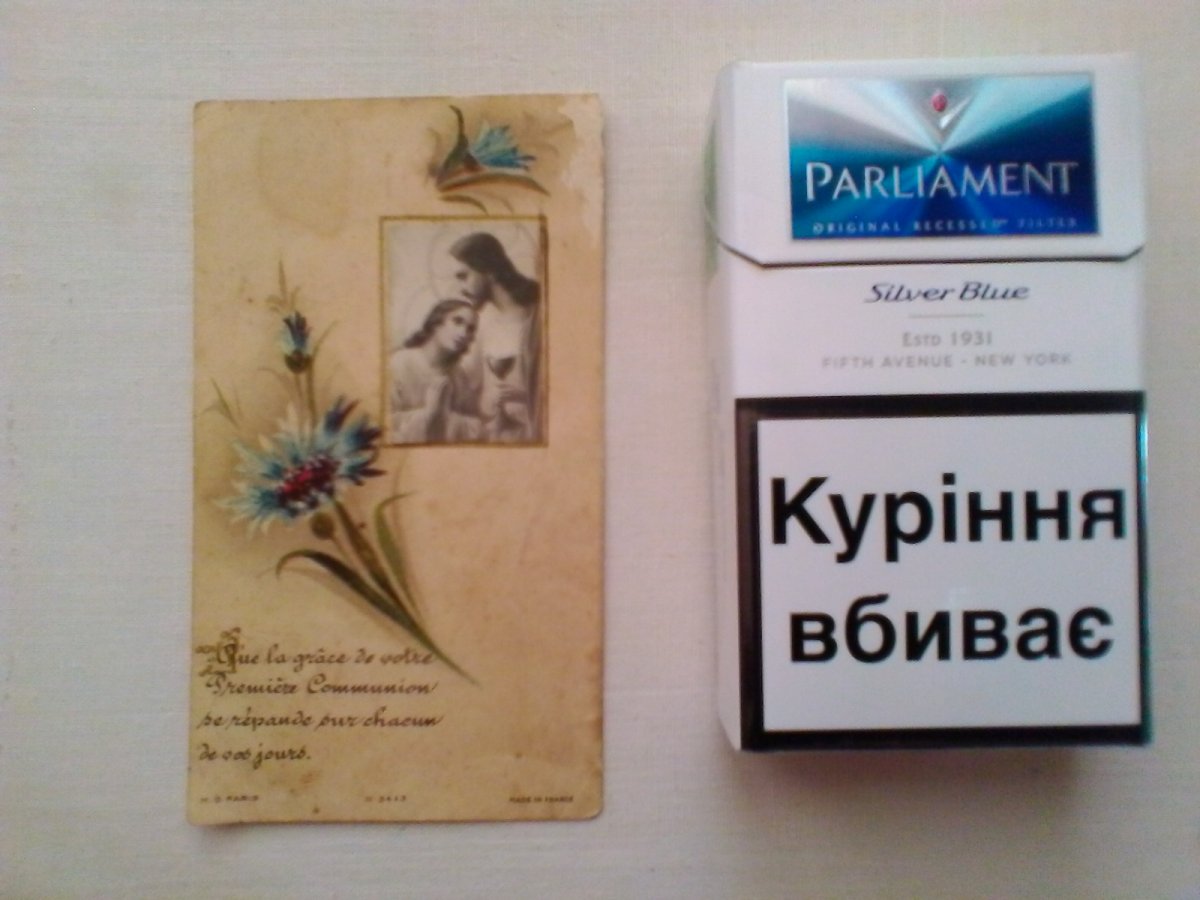 Que la grâce de votre
Première Communion
se répande sur chacun
de vos jours.
PARIS
MADE IN FRANCE
PARLIAMENT
ORIGINAL RECESSED FILTER
Silver Blue
ESTD 1931
FIFTH AVENUE - NEW YORK
Куріння
вбиває